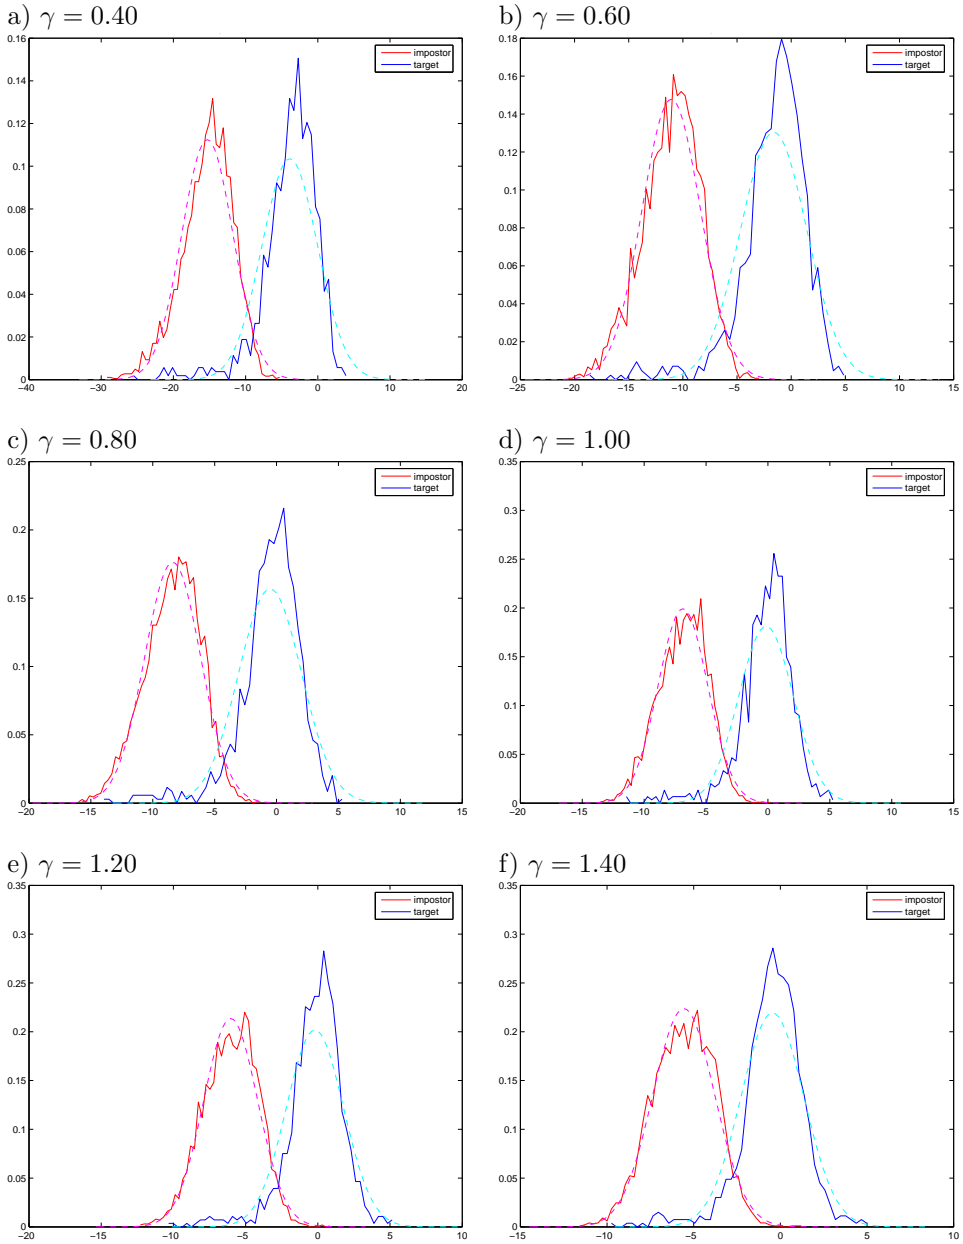 a) γ = 0.40
b) γ = 0.60
0.16
0.14
0.12
0.1
0.08
0.06
0.04
0.02
0
−40 −30 −20 −10 0 10 20
impostor
target
0.18
0.16
0.14
0.12
0.1
0.08
0.06
0.04
0.02
0
−25 −20 −15 −10 −5 0 5 10 15
impostor
target
c) γ = 0.80
d) γ = 1.00
0.25
0.2
0.15
0.1
0.05
0
−20 −15 −10 −5 0 5 10 15
impostor
target
0.35
0.3
0.25
0.2
0.15
0.1
0.05
0
−20 −15 −10 −5 0 5 10 15
impostor
target
e) γ = 1.20
f) γ = 1.40
0.35
0.3
0.25
0.2
0.15
0.1
0.05
0
−20 −15 −10 −5 0 5 10
impostor
target
0.35
0.3
0.25
0.2
0.15
0.1
0.05
0
−15 −10 −5 0 5 10
impostor
target